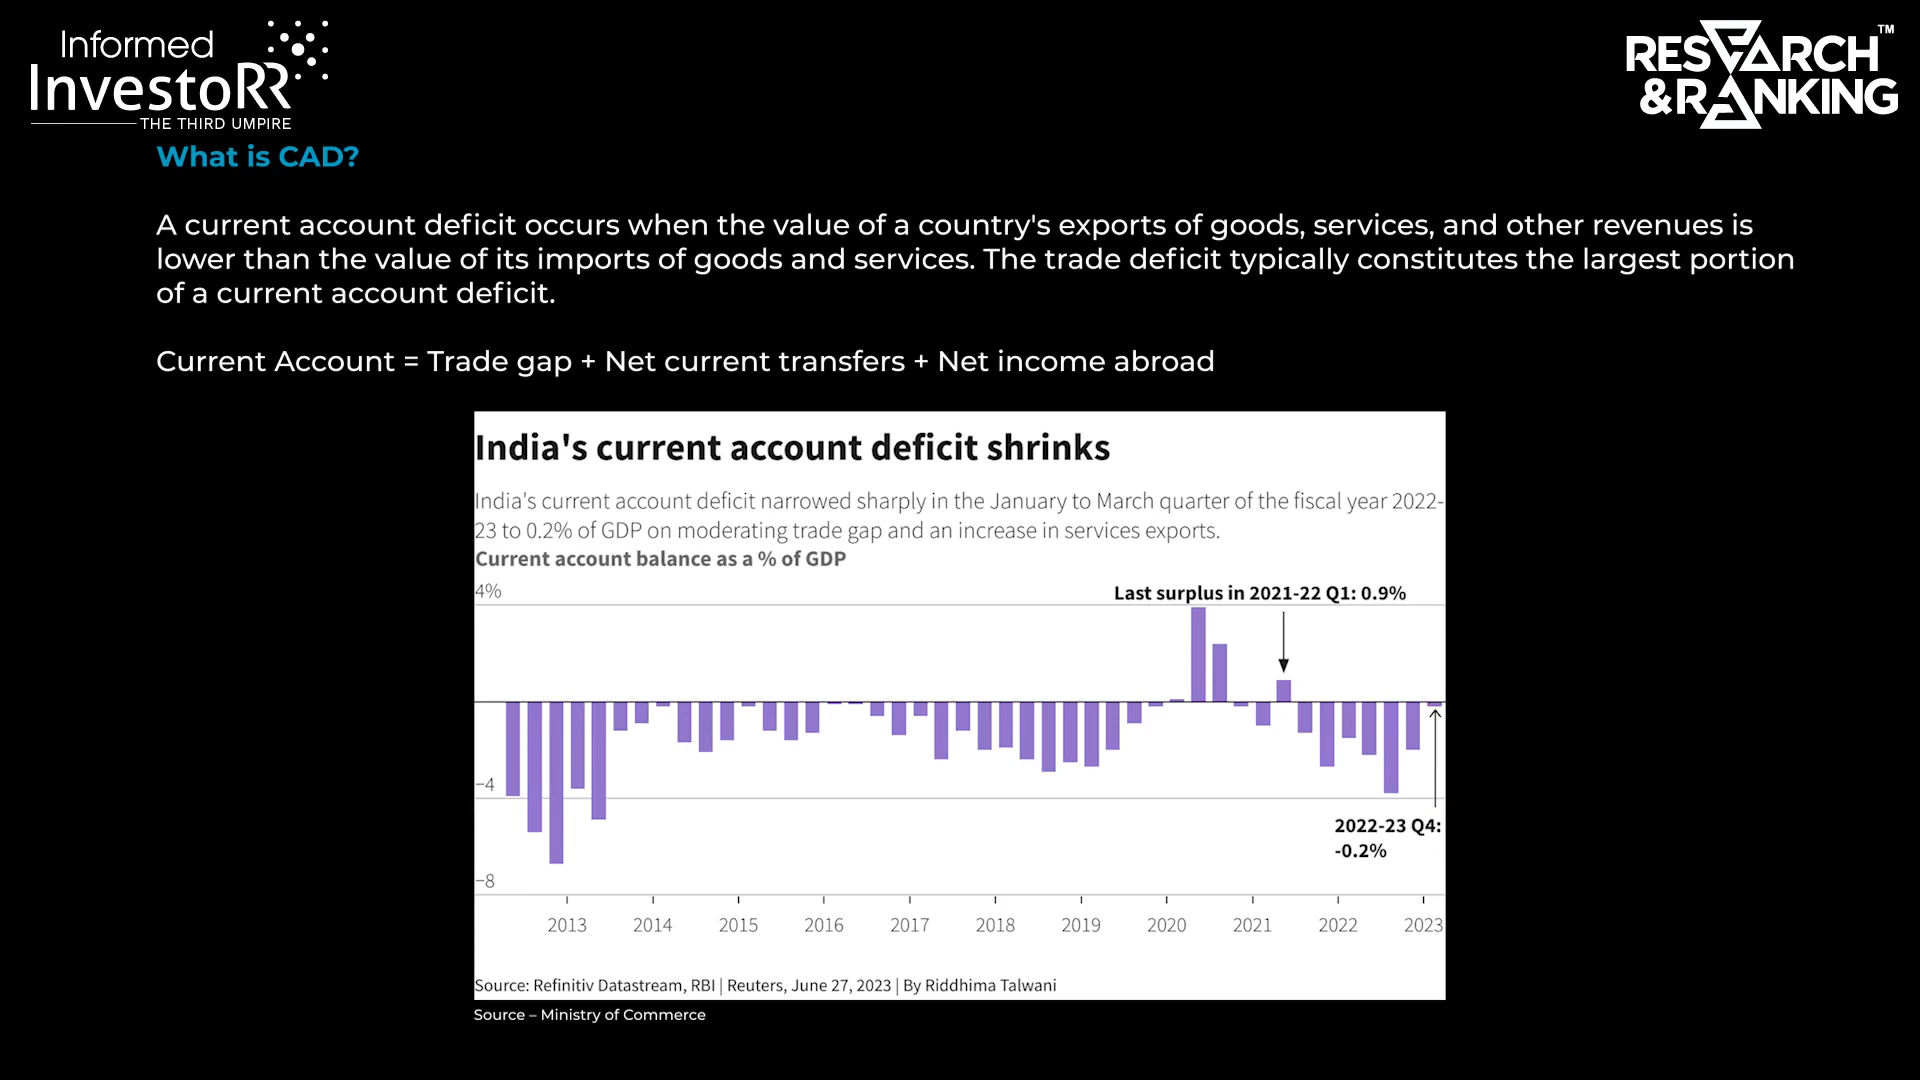 Informed
InvestoRR
THE THIRD UMPIRE
RESEARCH™
&RANKING
What is CAD?
A current account deficit occurs when the value of a country's exports of goods, services, and other revenues is
lower than the value of its imports of goods and services. The trade deficit typically constitutes the largest portion
of a current account deficit.
Current Account = Trade gap + Net current transfers + Net income abroad
India's current account deficit shrinks
India's current account deficit narrowed sharply in the January to March quarter of the fiscal year 2022-
23 to 0.2% of GDP on moderating trade gap and an increase in services exports.
Current account balance as a % of GDP
4%
Last surplus in 2021-22 Q1: 0.9%
−4
2022-23 Q4:
-0.2%
−8
2013 2014 2015 2016 2017 2018 2019 2020 2021 2022 2023
Source: Refinitiv Datastream, RBI | Reuters, June 27, 2023 | By Riddhima Talwani
Source – Ministry of Commerce